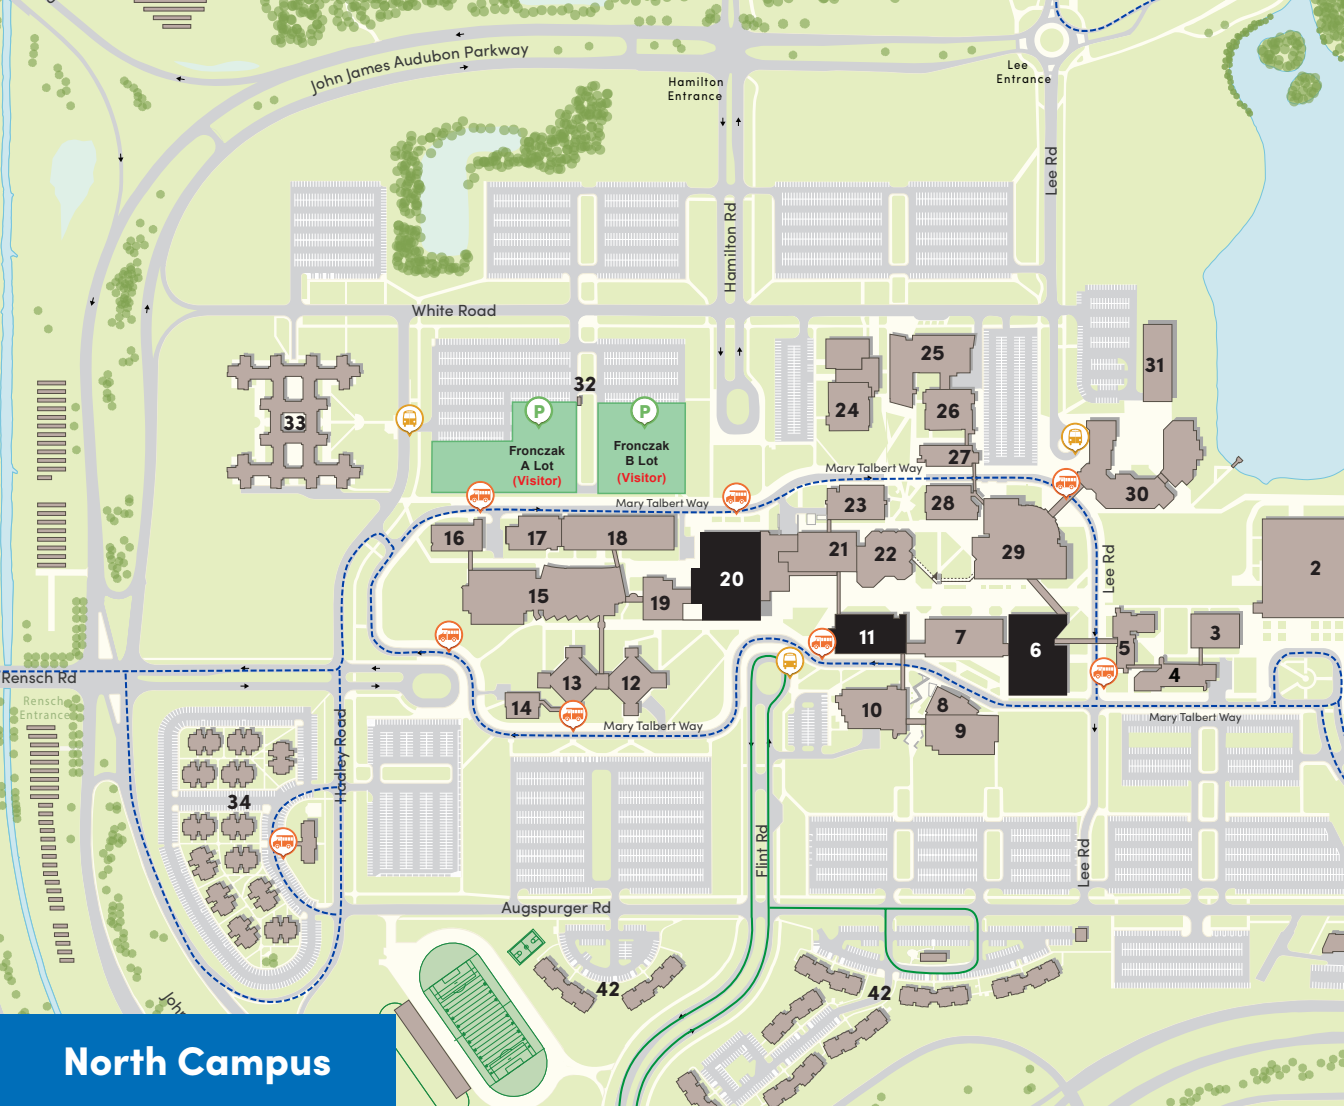 John James Audubon Parkway
Hamilton
Entrance
Lee
Entrance
Lee Rd
Hamilton Rd
White Road
25
31
32
24
26
33
P
P
Fronczak
A Lot
(Visitor)
Fronczak
B Lot
(Visitor)
27
Mary Talbert Way
30
Mary Talbert Way
23
28
16
17
18
21
22
29
Lee Rd
2
20
15
19
11
7
6
5
3
4
Rensch Rd
Rensch
Entrance
13
12
14
10
8
9
Mary Talbert Way
Mary Talbert Way
Hadley Road
34
Flint Rd
Lee Rd
Augspurger Rd
42
42
John
North Campus